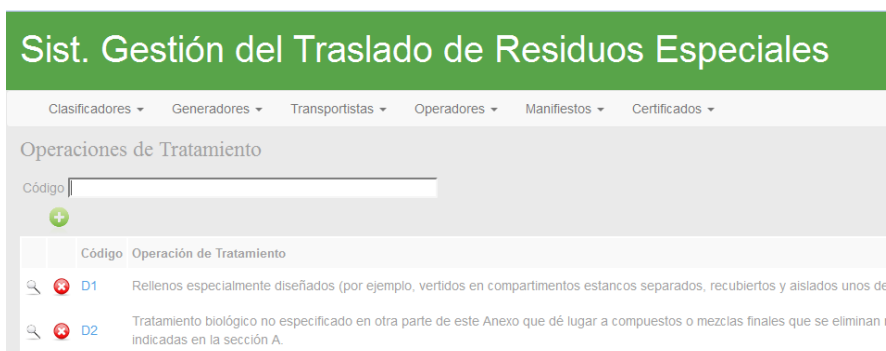 Sist. Gestión del Traslado de Residuos Especiales
Clasificadores Generadores Transportistas Operadores Manifiestos Certificados
Operaciones de Tratamiento
Código
Código Operación de Tratamiento
D1 Rellenos especialmente diseñados (por ejemplo, vertidos en compartimentos estancos separados, recubiertos y aislados unos de
D2 Tratamiento biológico no especificado en otra parte de este Anexo que dé lugar a compuestos o mezclas finales que se eliminan
indicadas en la sección A.